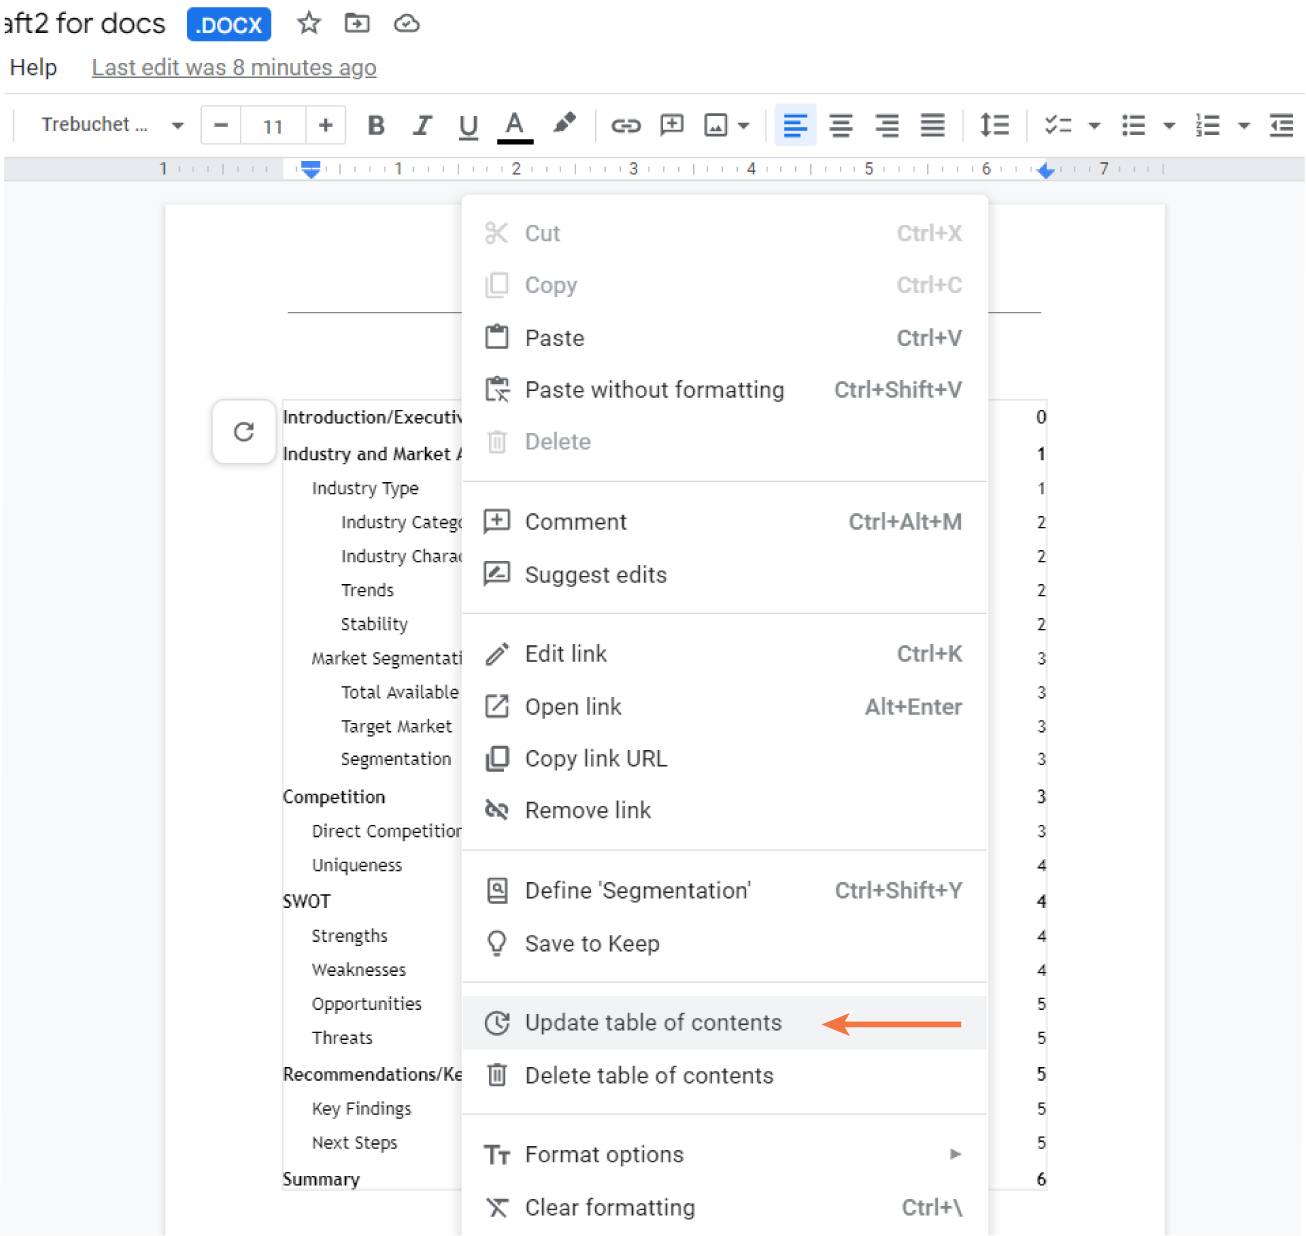 aft2 for docs .DOCX
Help Last edit was 8 minutes ago
Trebuchet ... − 11 + B I U A
1 1 2 3 4 5 6 7
Cut Ctrl+X
Copy Ctrl+C
Paste Ctrl+V
Paste without formatting Ctrl+Shift+V
Introduction/Executiv 0
Delete
Industry and Market A 1
Industry Type 1
Industry Catego 2
Comment Ctrl+Alt+M
Industry Charac 2
Suggest edits
Trends 2
Stability 2
Market Segmentati 3
Edit link Ctrl+K
Total Available 3
Open link Alt+Enter
Target Market 3
Segmentation 3
Copy link URL
Competition 3
Remove link
Direct Competition 3
Uniqueness 4
Define 'Segmentation' Ctrl+Shift+Y
SWOT 4
Strengths 4
Save to Keep
Weaknesses 4
Opportunities 5
Update table of contents
Threats 5
Recommendations/Ke 5
Delete table of contents
Key Findings 5
Next Steps 5
Format options
Summary 6
Clear formatting Ctrl+\